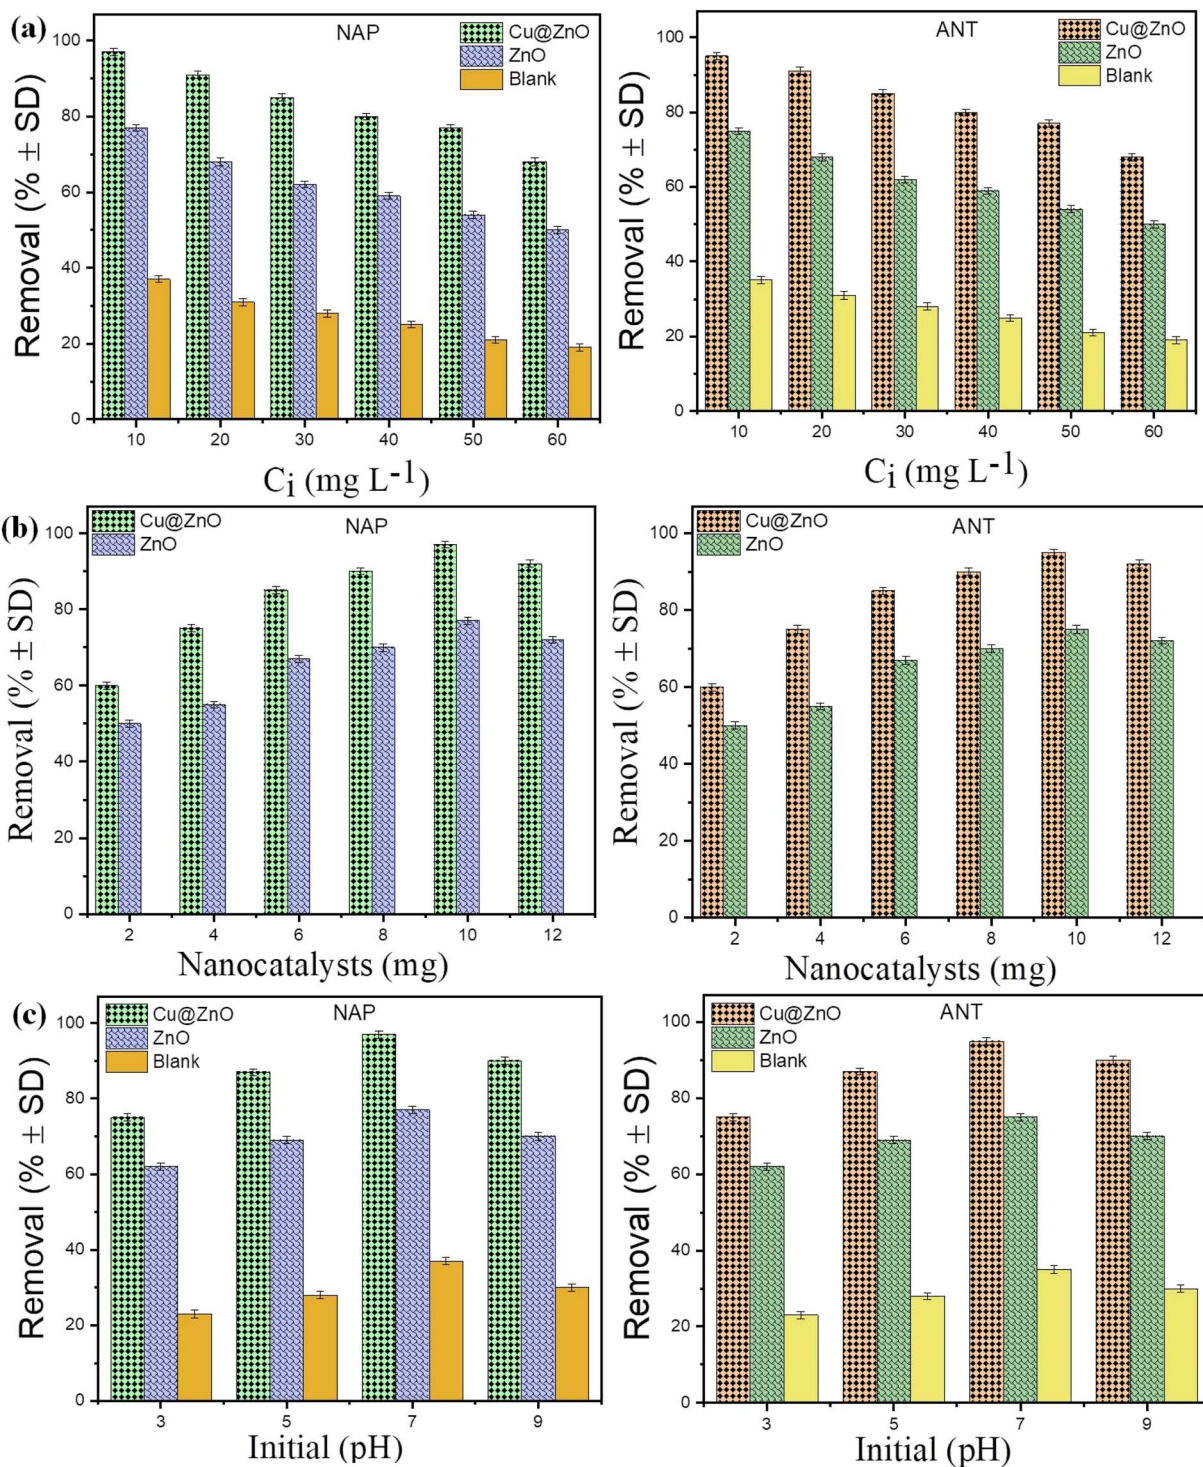 (a)
NAP
Cu@ZnO
ZnO
Blank
Removal (% ± SD)
100
80
60
40
20
0
10 20 30 40 50 60
Ci (mg L-1)
ANT
Cu@ZnO
ZnO
Blank
Removal (% ± SD)
100
80
60
40
20
0
10 20 30 40 50 60
Ci (mg L-1)
(b)
NAP
Cu@ZnO
ZnO
Removal (% ± SD)
100
80
60
40
20
0
2 4 6 8 10 12
Nanocatalysts (mg)
ANT
Cu@ZnO
ZnO
Removal (% ± SD)
100
80
60
40
20
0
2 4 6 8 10 12
Nanocatalysts (mg)
(c)
NAP
Cu@ZnO
ZnO
Blank
Removal (% ± SD)
100
80
60
40
20
0
3 5 7 9
Initial (pH)
ANT
Cu@ZnO
ZnO
Blank
Removal (% ± SD)
100
80
60
40
20
0
3 5 7 9
Initial (pH)